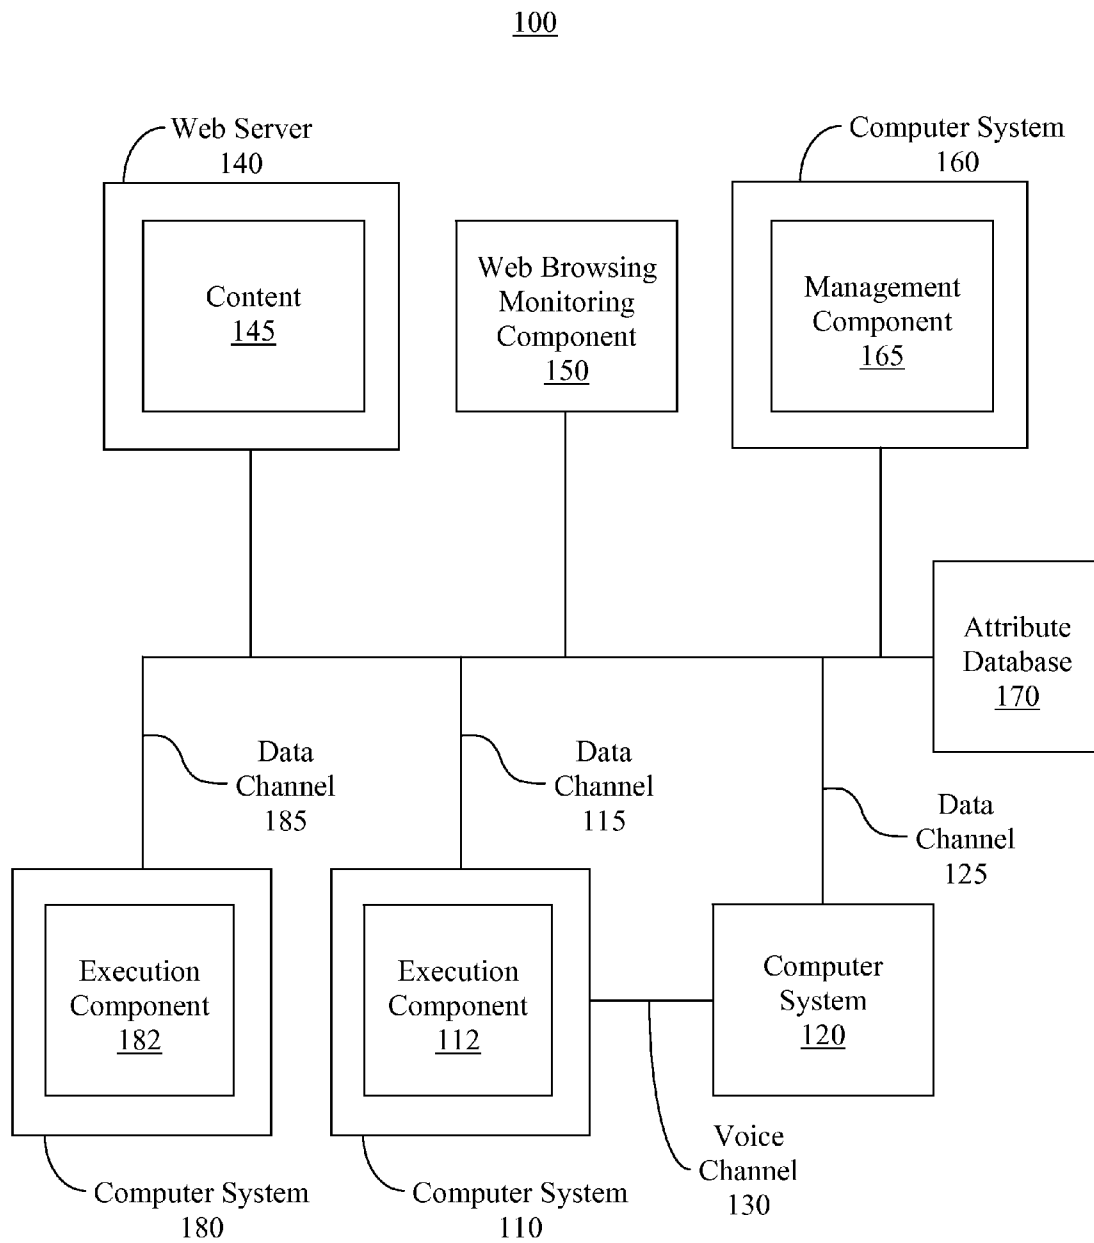 100
Web Server
140
Computer System
160
Content
145
Web Browsing
Monitoring
Component
150
Management
Component
165
Attribute
Database
170
Data
Channel
185
Data
Channel
115
Data
Channel
125
Execution
Component
182
Execution
Component
112
Computer
System
120
Voice
Channel
130
Computer System
180
Computer System
110